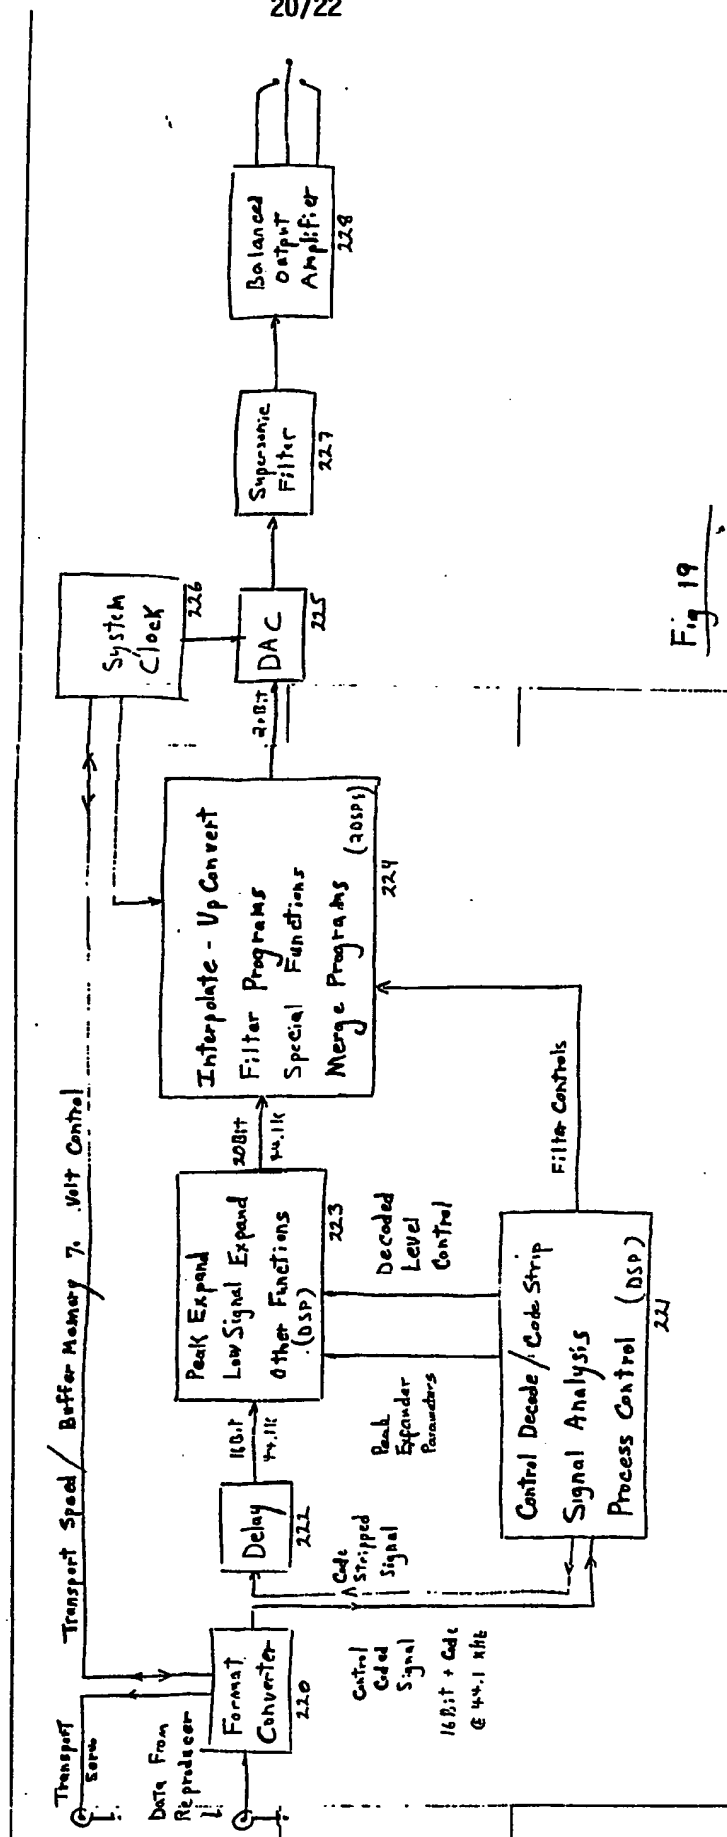 20/22
Transport
Servo
Transport Speed / Buffer Memory 7. Volt Control
Data From
Reproducer
Format
Converter
220
Control
Coded
Signal
16 Bit + Code
@ 44.1 KHz
Code
Stripped
Signal
Delay
222
16 Bit
44.1K
Peak Expand
Low Signal Expand
Other Functions
(DSP)
223
Peak
Expander
Parameters
Decoded
Level
Control
Control Decode / Code Strip
Signal Analysis
Process Control (DSP)
221
Filter Controls
20 Bit
44.1K
Interpolate - Up Convert
Filter Programs
Special Functions
Merge Programs
224
20 Bit
System
Clock
226
DAC
225
Supersonic
Filter
227
Balanced
Output
Amplifier
228
Fig 19